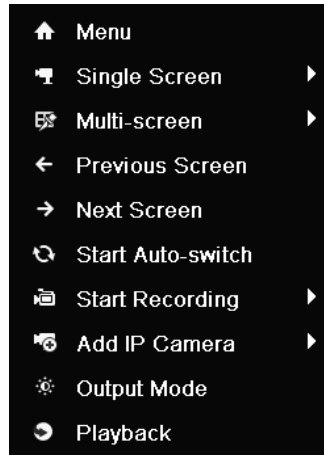 Menu
Single Screen
Multi-screen
Previous Screen
Next Screen
Start Auto-switch
Start Recording
Add IP Camera
Output Mode
Playback